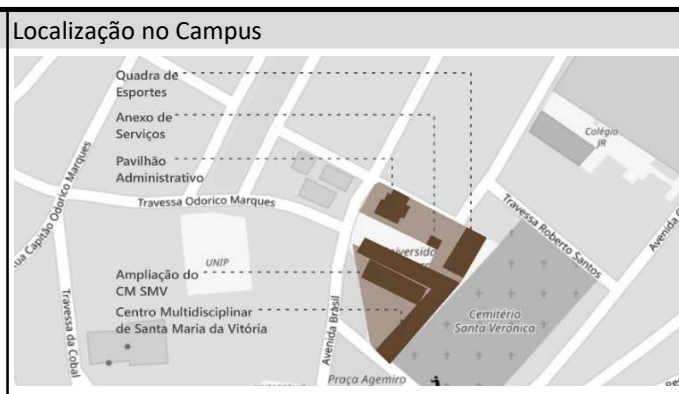 Localização no Campus
Quadra de
Esportes
Anexo de
Serviços
Pavilhão
Administrativo
Colégio
JR
Rua Capitão Odorico Marques
Travessa Odorico Marques
Travessa Roberto Santos
Avenida
UNIP
Ampliação do
CM SMV
Centro Multidisciplinar
de Santa Maria da Vitória
Cemitério
Santa Verônica
Travessa da Cobal
Avenida Brasil
Praça Agemiro